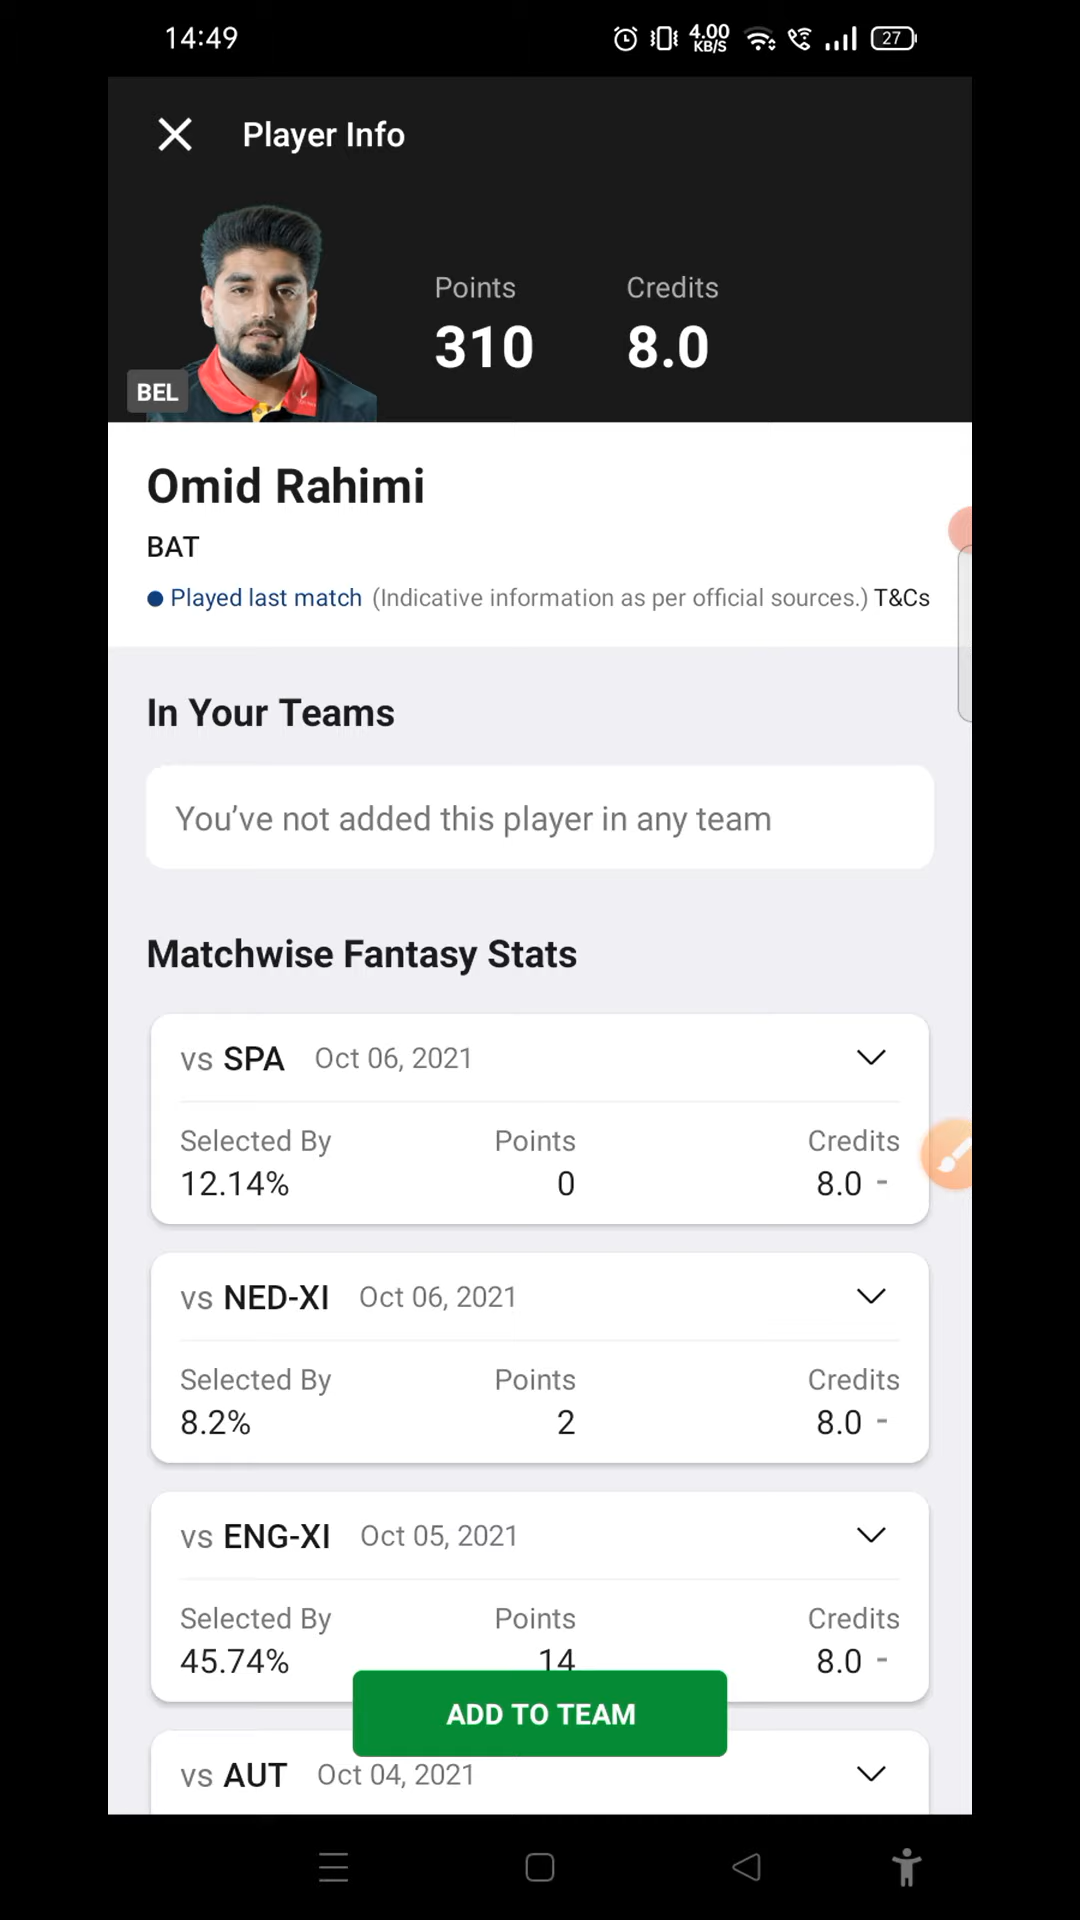 14:49
4.00
KB/S
27
Player Info
Points
Credits
310
8.0
BEL
Omid Rahimi
BAT
Played last match (Indicative information as per official sources.) T&Cs
In Your Teams
You’ve not added this player in any team
Matchwise Fantasy Stats
vs SPA Oct 06, 2021
Selected By Points Credits
12.14% 0 8.0 -
vs NED-XI Oct 06, 2021
Selected By Points Credits
8.2% 2 8.0 -
vs ENG-XI Oct 05, 2021
Selected By Points Credits
45.74% 14 8.0 -
ADD TO TEAM
vs AUT Oct 04, 2021